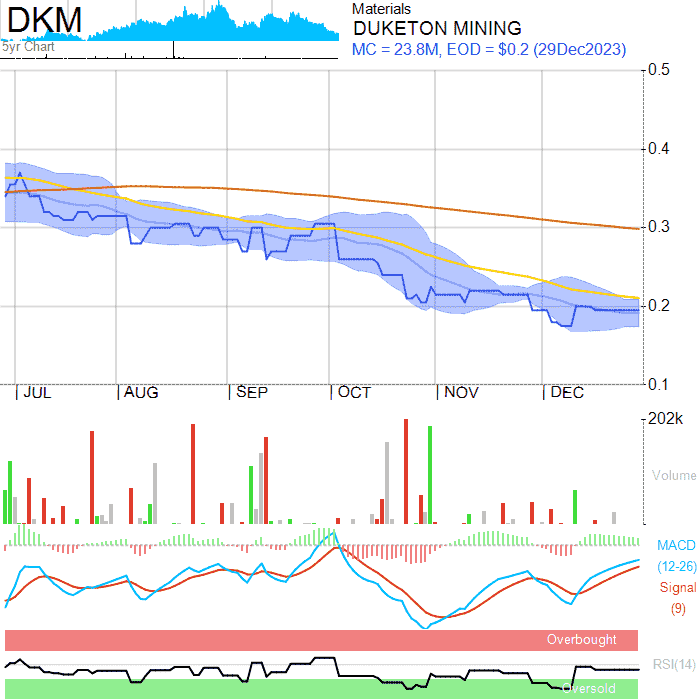 DKM
5yr Chart
Materials
DUKETON MINING
MC = 23.8M, EOD = $0.2 (29Dec2023)
0.5
0.4
0.3
0.2
0.1
JUL AUG SEP OCT NOV DEC
202k
Volume
MACD
(12-26)
Signal
(9)
Overbought
RSI(14)
Oversold